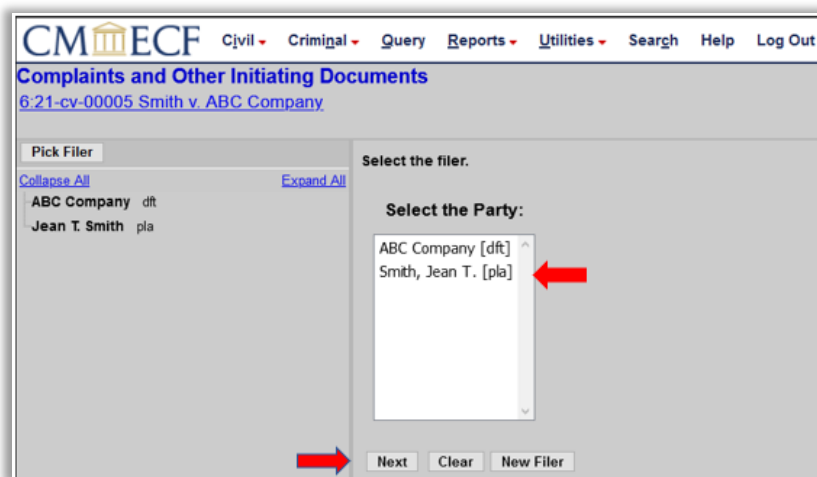 CM ECF Civil Criminal Query Reports Utilities Search Help Log Out
Complaints and Other Initiating Documents
6:21-cv-00005 Smith v. ABC Company
Pick Filer
Collapse All Expand All
ABC Company dft
Jean T. Smith pla
Select the filer.
Select the Party:
ABC Company [dft]
Smith, Jean T. [pla]
Next Clear New Filer